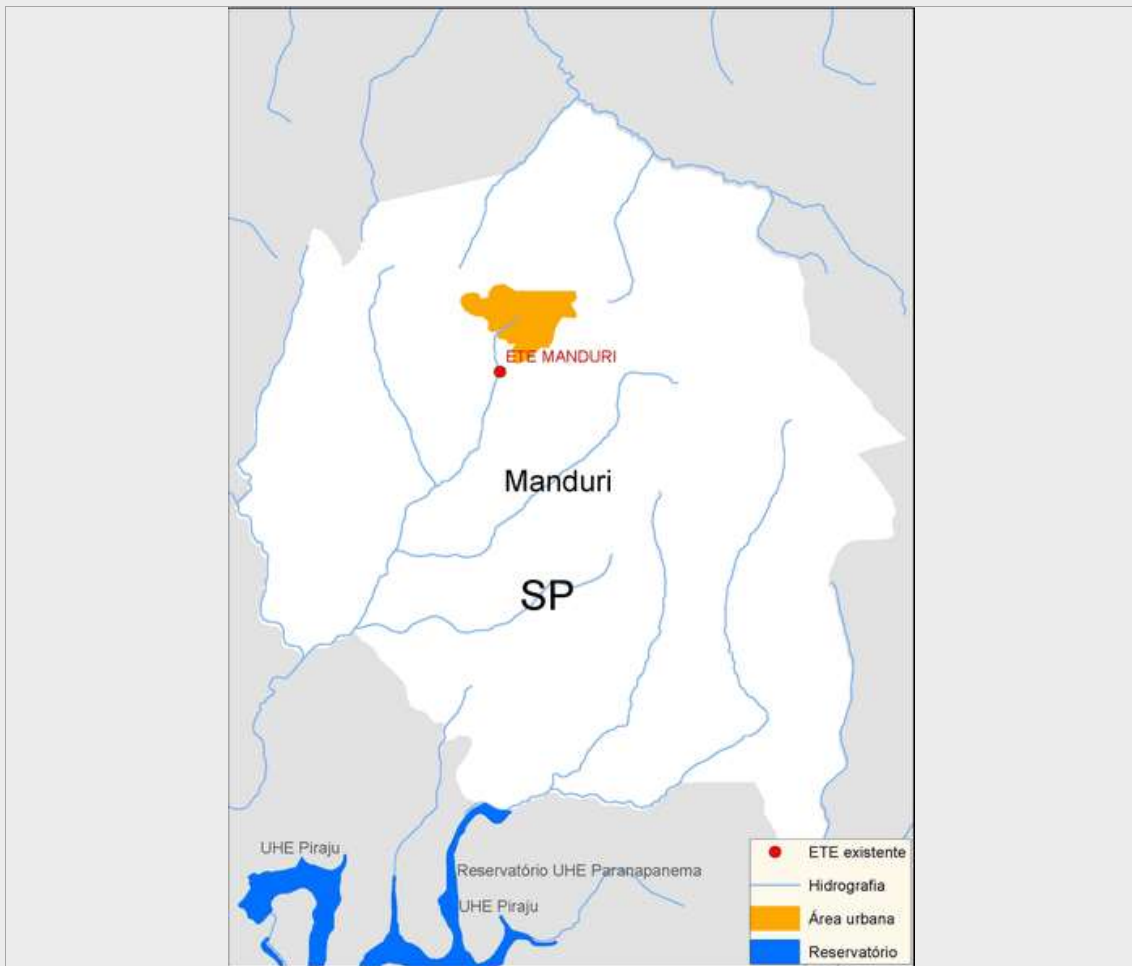 ETE MANDURI
Manduri
SP
UHE Piraju
Reservatório UHE Paranapanema
UHE Piraju
ETE existente
Hidrografia
Área urbana
Reservatório